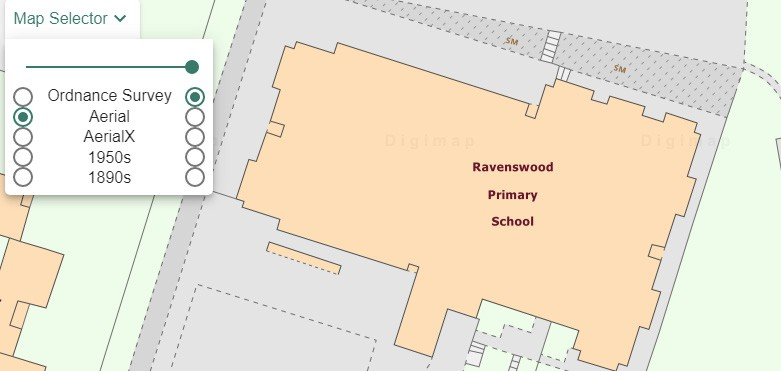 Map Selector
Ordnance Survey
Aerial
AerialX
1950s
1890s
SM
SM
Digimap
Digimap
Ravenswood
Primary
School